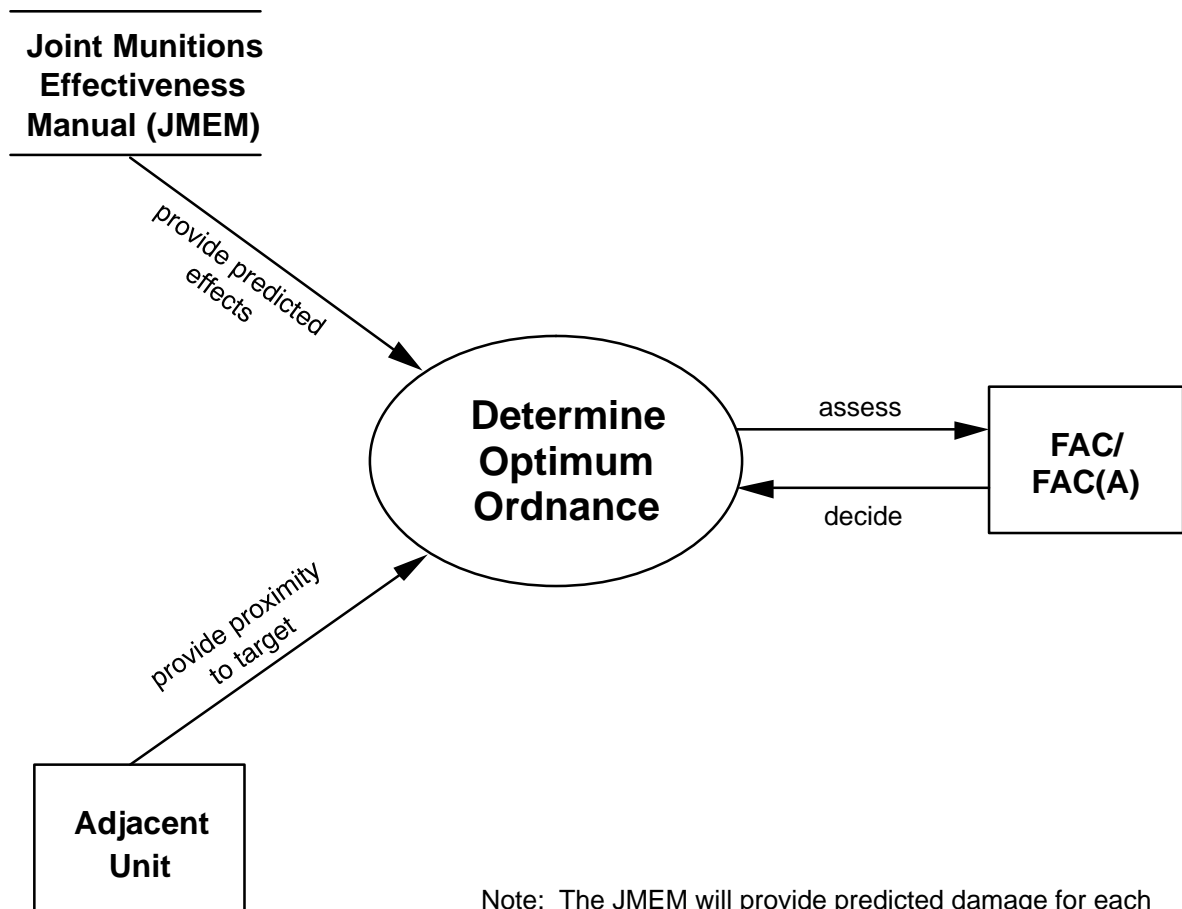 Joint Munitions
Effectiveness
Manual (JMEM)
provide predicted
effects
Determine
Optimum
Ordnance
assess
decide
FAC/
FAC(A)
provide proximity
to target
Adjacent
Unit
Note: The JMEM will provide predicted damage for each